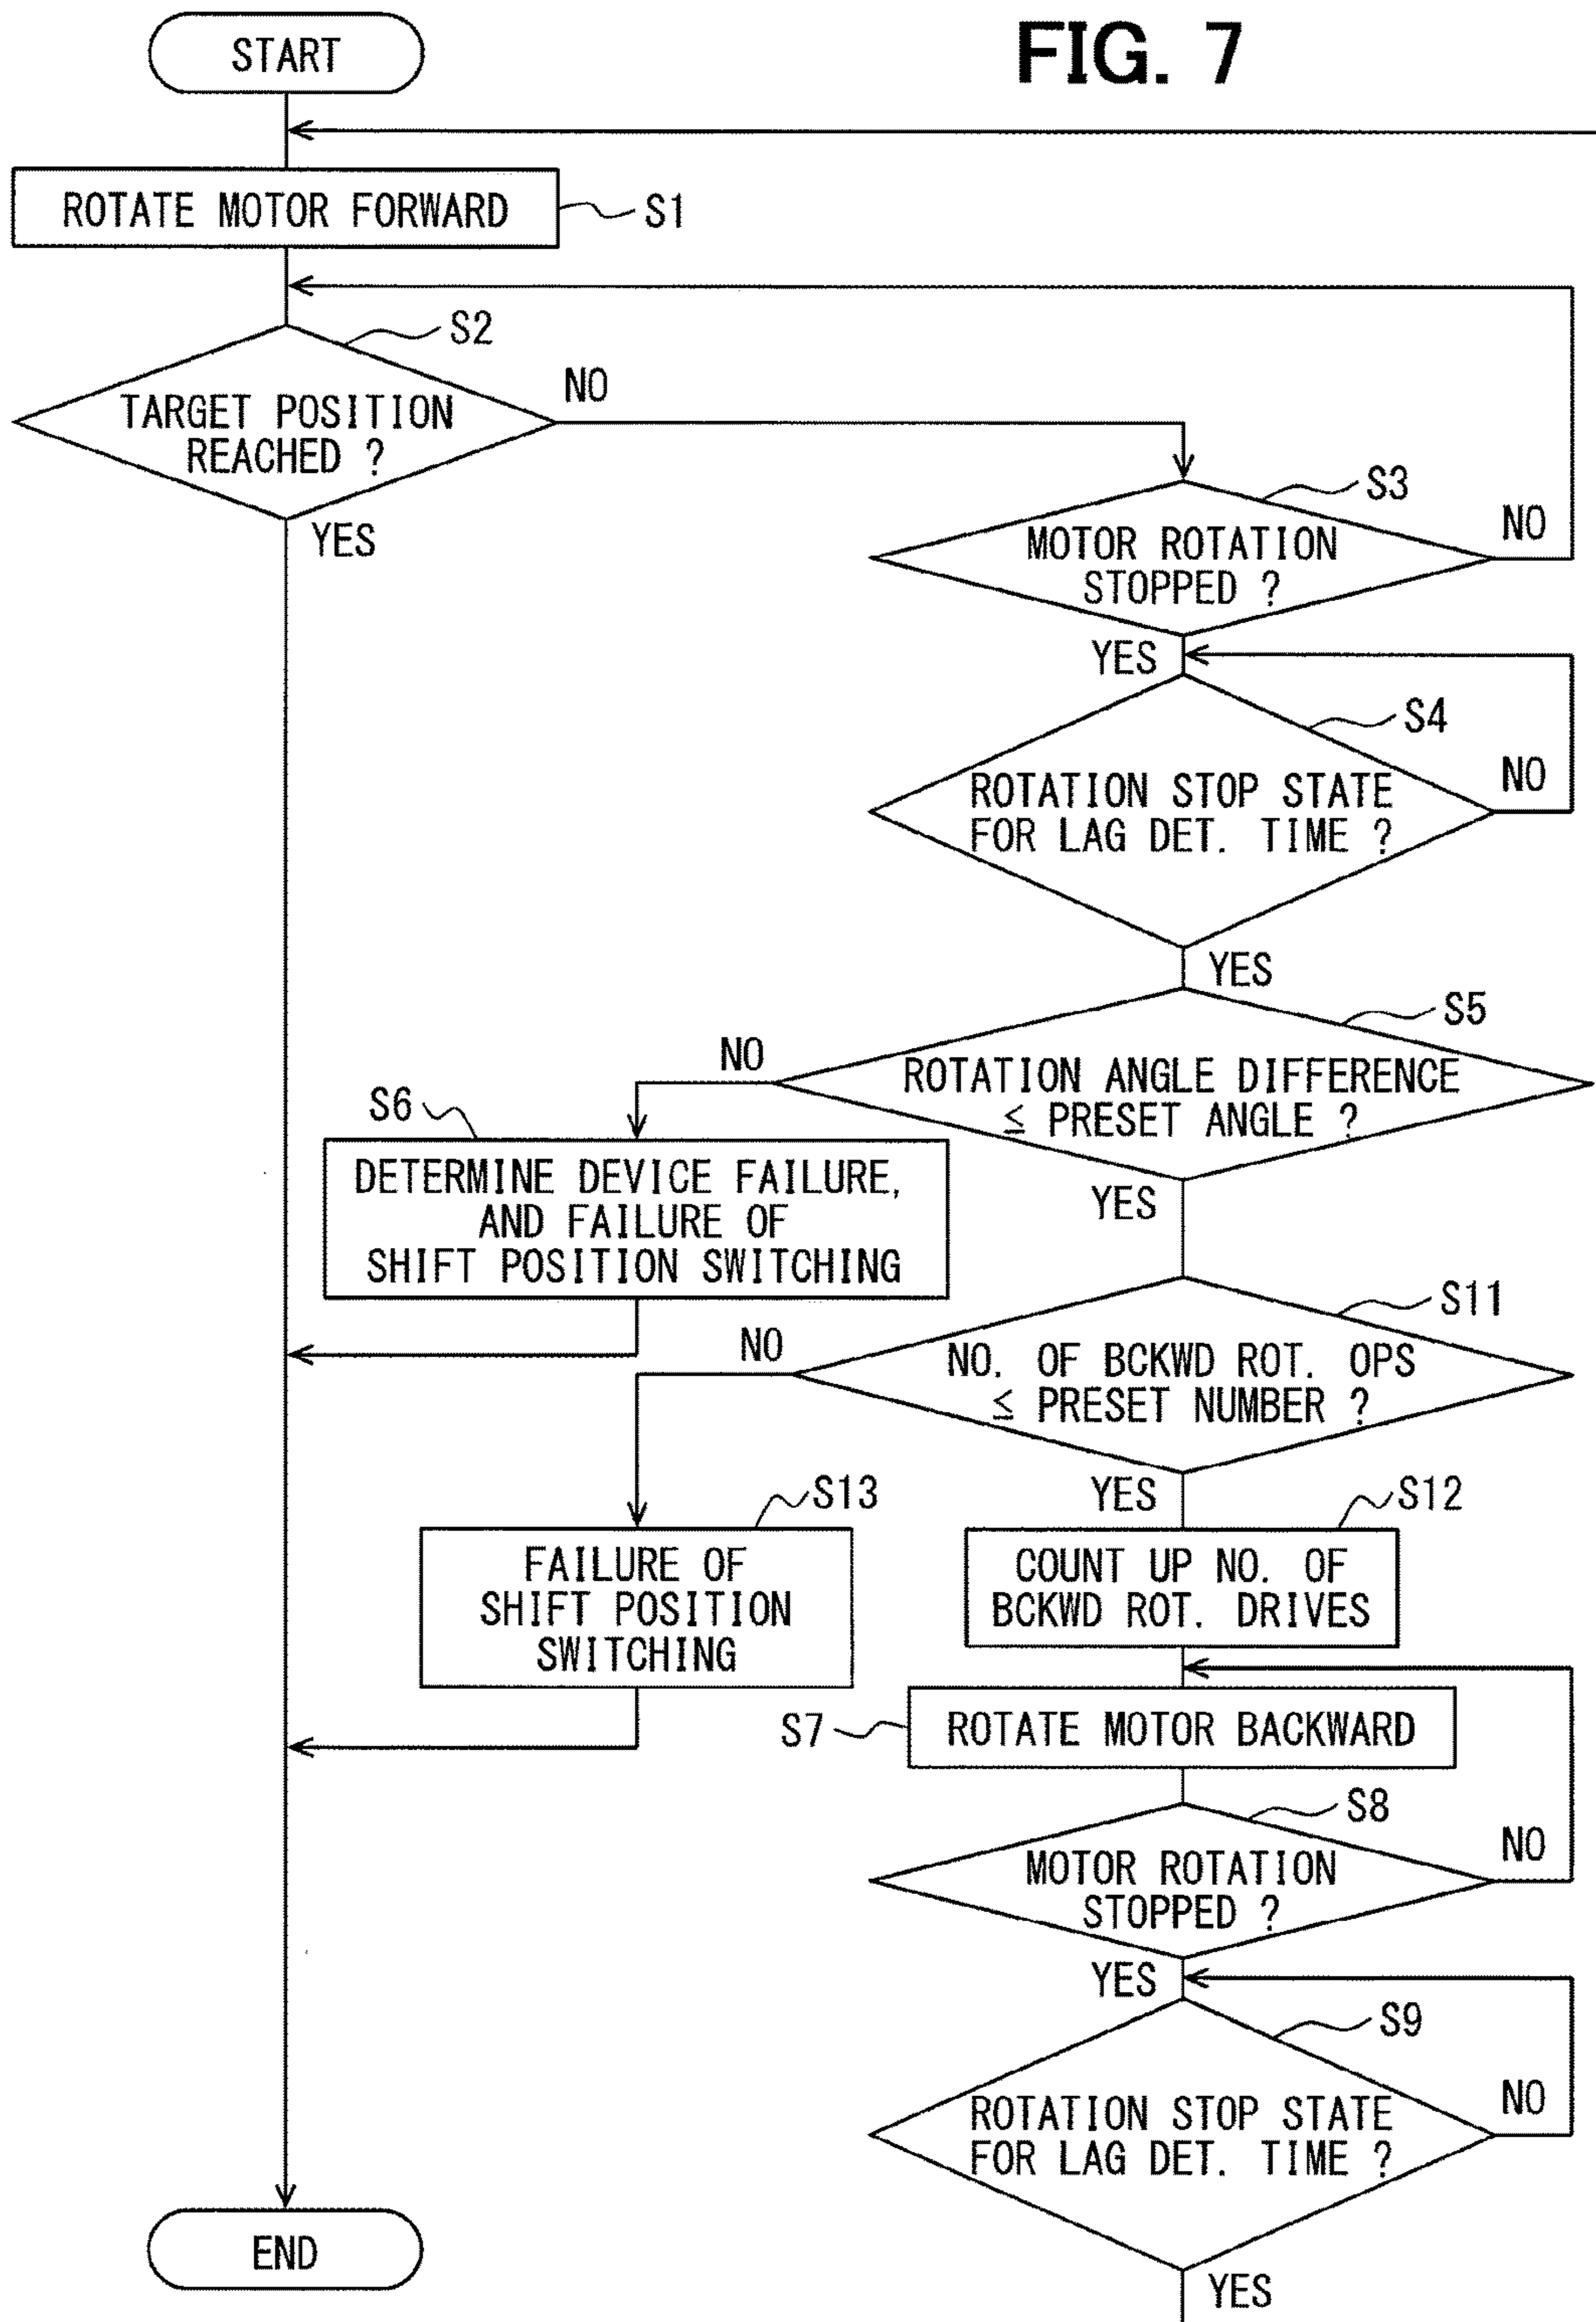 FIG. 7
START
ROTATE MOTOR FORWARD
S1
S2
TARGET POSITION
REACHED ?
NO
YES
S3
MOTOR ROTATION
STOPPED ?
NO
YES
S4
ROTATION STOP STATE
FOR LAG DET. TIME ?
NO
YES
S5
ROTATION ANGLE DIFFERENCE
≤ PRESET ANGLE ?
NO
YES
S6
DETERMINE DEVICE FAILURE,
AND FAILURE OF
SHIFT POSITION SWITCHING
S11
NO. OF BCKWD ROT. OPS
≤ PRESET NUMBER ?
NO
YES
S13
FAILURE OF
SHIFT POSITION
SWITCHING
S12
COUNT UP NO. OF
BCKWD ROT. DRIVES
S7
ROTATE MOTOR BACKWARD
S8
MOTOR ROTATION
STOPPED ?
NO
YES
S9
ROTATION STOP STATE
FOR LAG DET. TIME ?
NO
YES
END